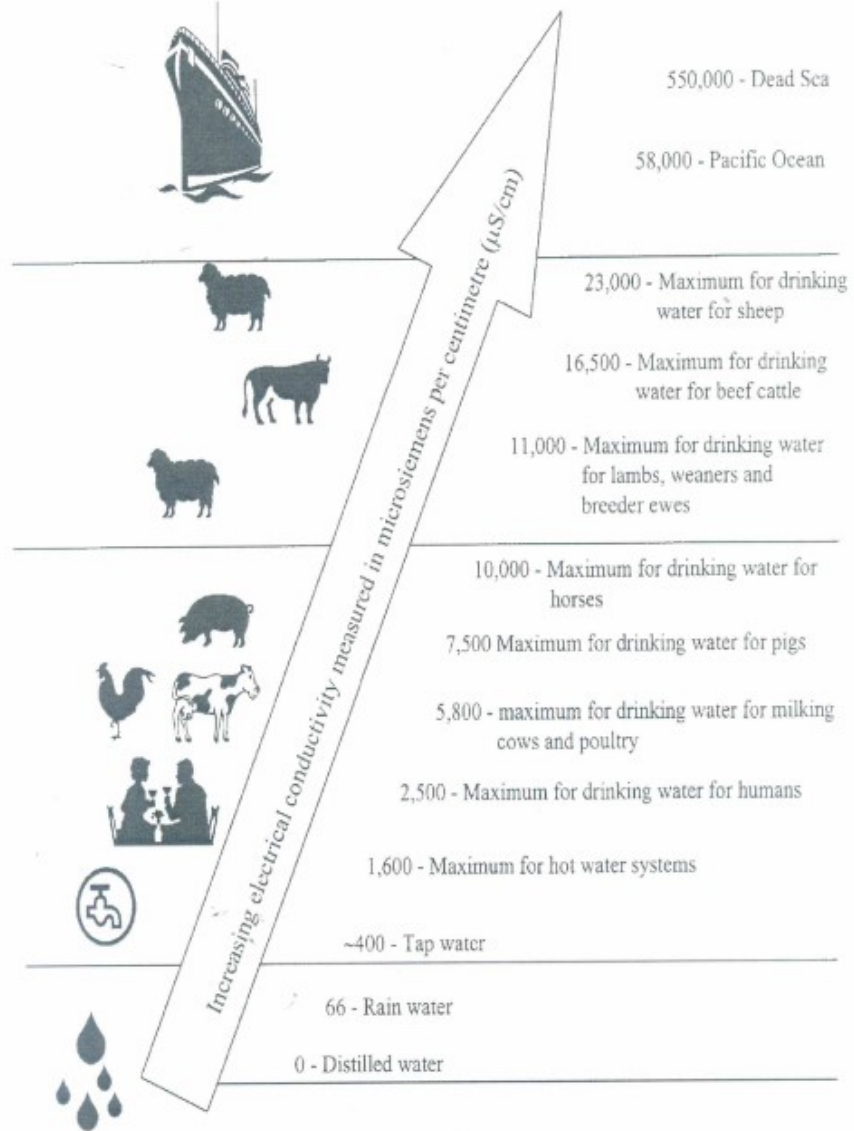 550,000 - Dead Sea
58,000 - Pacific Ocean
23,000 - Maximum for drinking
water for sheep
16,500 - Maximum for drinking
water for beef cattle
11,000 - Maximum for drinking water
for lambs, weaners and
breeder ewes
10,000 - Maximum for drinking water for
horses
7,500 Maximum for drinking water for pigs
5,800 - maximum for drinking water for milking
cows and poultry
2,500 - Maximum for drinking water for humans
1,600 - Maximum for hot water systems
~400 - Tap water
66 - Rain water
0 - Distilled water
Increasing electrical conductivity measured in microsiemens per centimetre (µS/cm)